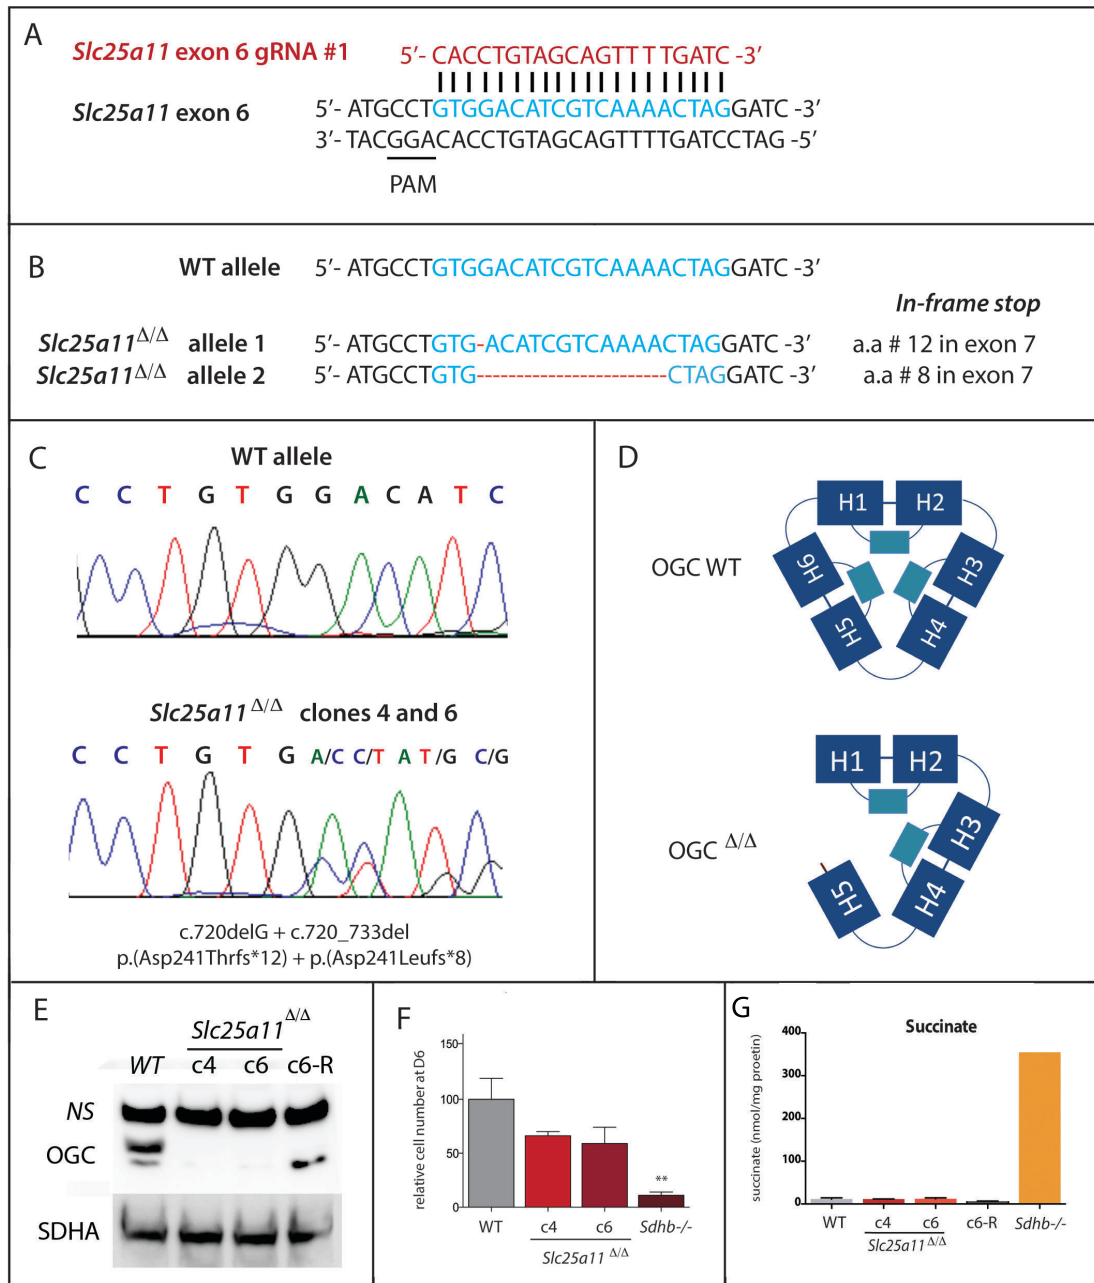 A
Slc25a11 exon 6 gRNA #1 5’- CACCTGTAGCAGTTTTGATC -3’
Slc25a11 exon 6 5’- ATGCCTGTGGACATCGTCAAAACTAGGATC -3’
3’- TACGGACACCTGTAGCAGTTTTGATCCTAG -5’
PAM
B
WT allele 5’- ATGCCTGTGGACATCGTCAAAACTAGGATC -3’
In-frame stop
Slc25a11 Δ/Δ allele 1 5’- ATGCCTGTG-ACATCGTCAAAACTAGGATC -3’ a.a # 12 in exon 7
Slc25a11 Δ/Δ allele 2 5’- ATGCCTGTG-----------------------CTAGGATC -3’ a.a # 8 in exon 7
C
WT allele
C C T G T G G A C A T C
Slc25a11 Δ/Δ clones 4 and 6
C C T G T G A/C C/T A T/G C/G
c.720delG + c.720_733del
p.(Asp241Thrfs*12) + p.(Asp241Leufs*8)
D
OGC WT
H1 H2
H6 H3
H5 H4
OGC Δ/Δ
H1 H2
H3
H5 H4
E
Slc25a11 Δ/Δ
WT c4 c6 c6-R
NS
OGC
SDHA
F
relative cell number at D6
150
100
50
0
WT c4 c6 Sdhb-/-
**
Slc25a11 Δ/Δ
G
Succinate
succinate (nmol/mg proetin)
400
300
200
100
0
WT c4 c6 c6-R Sdhb-/-
Slc25a11 Δ/Δ